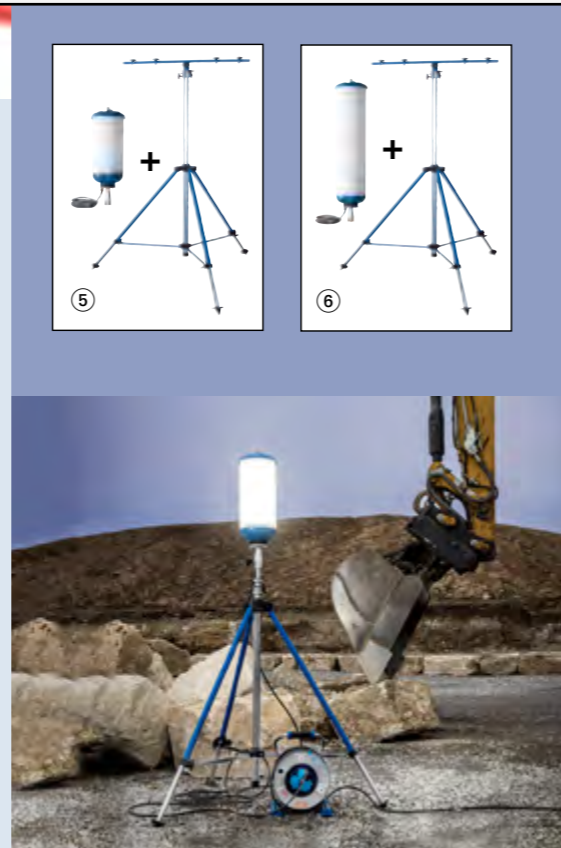 +
+
⑤
⑥